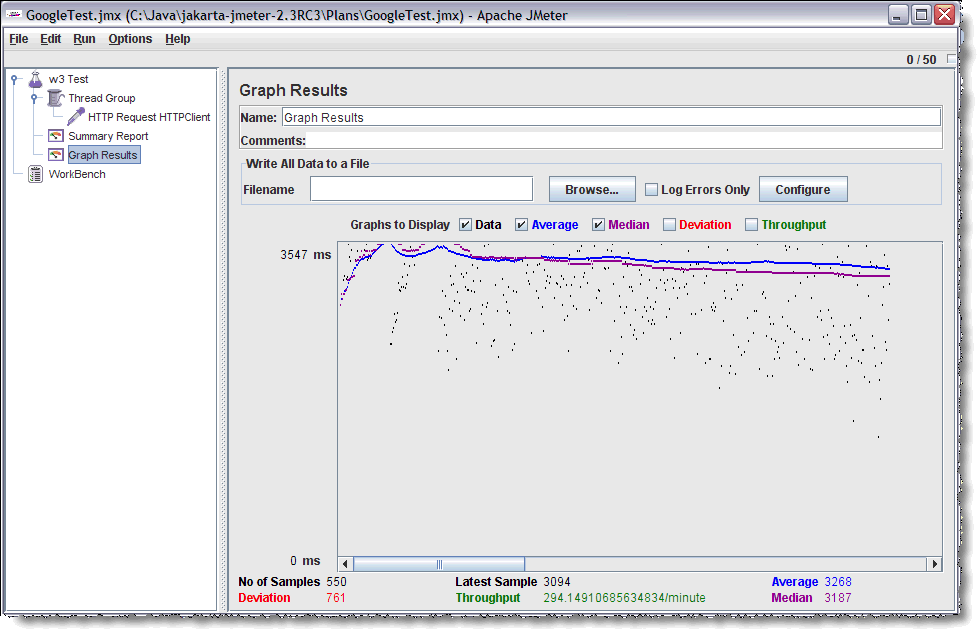 GoogleTest.jmx (C:\Java\jakarta-jmeter-2.3RC3\Plans\GoogleTest.jmx) - Apache JMeter
File Edit Run Options Help
0 / 50
w3 Test
Thread Group
HTTP Request HTTPClient
Summary Report
Graph Results
WorkBench
Graph Results
Name: Graph Results
Comments:
Write All Data to a File
Filename Browse... Log Errors Only Configure
Graphs to Display Data Average Median Deviation Throughput
3547 ms
0 ms
No of Samples 550 Latest Sample 3094 Average 3268
Deviation 761 Throughput 294.14910685634834/minute Median 3187